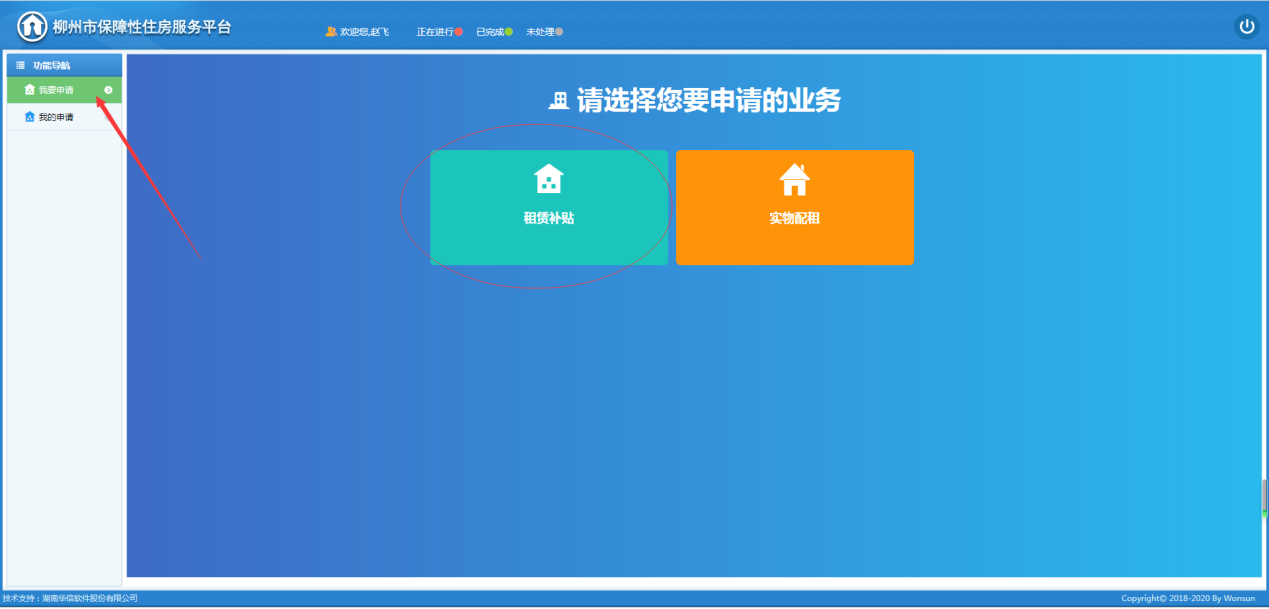 柳州市保障性住房服务平台
欢迎您,赵飞 正在进行 已完成 未处理
功能导航
我要申请
我的申请
请选择您要申请的业务
租赁补贴
实物配租
技术支持：湖南华信软件股份有限公司
Copyright© 2018-2020 By Wonsun